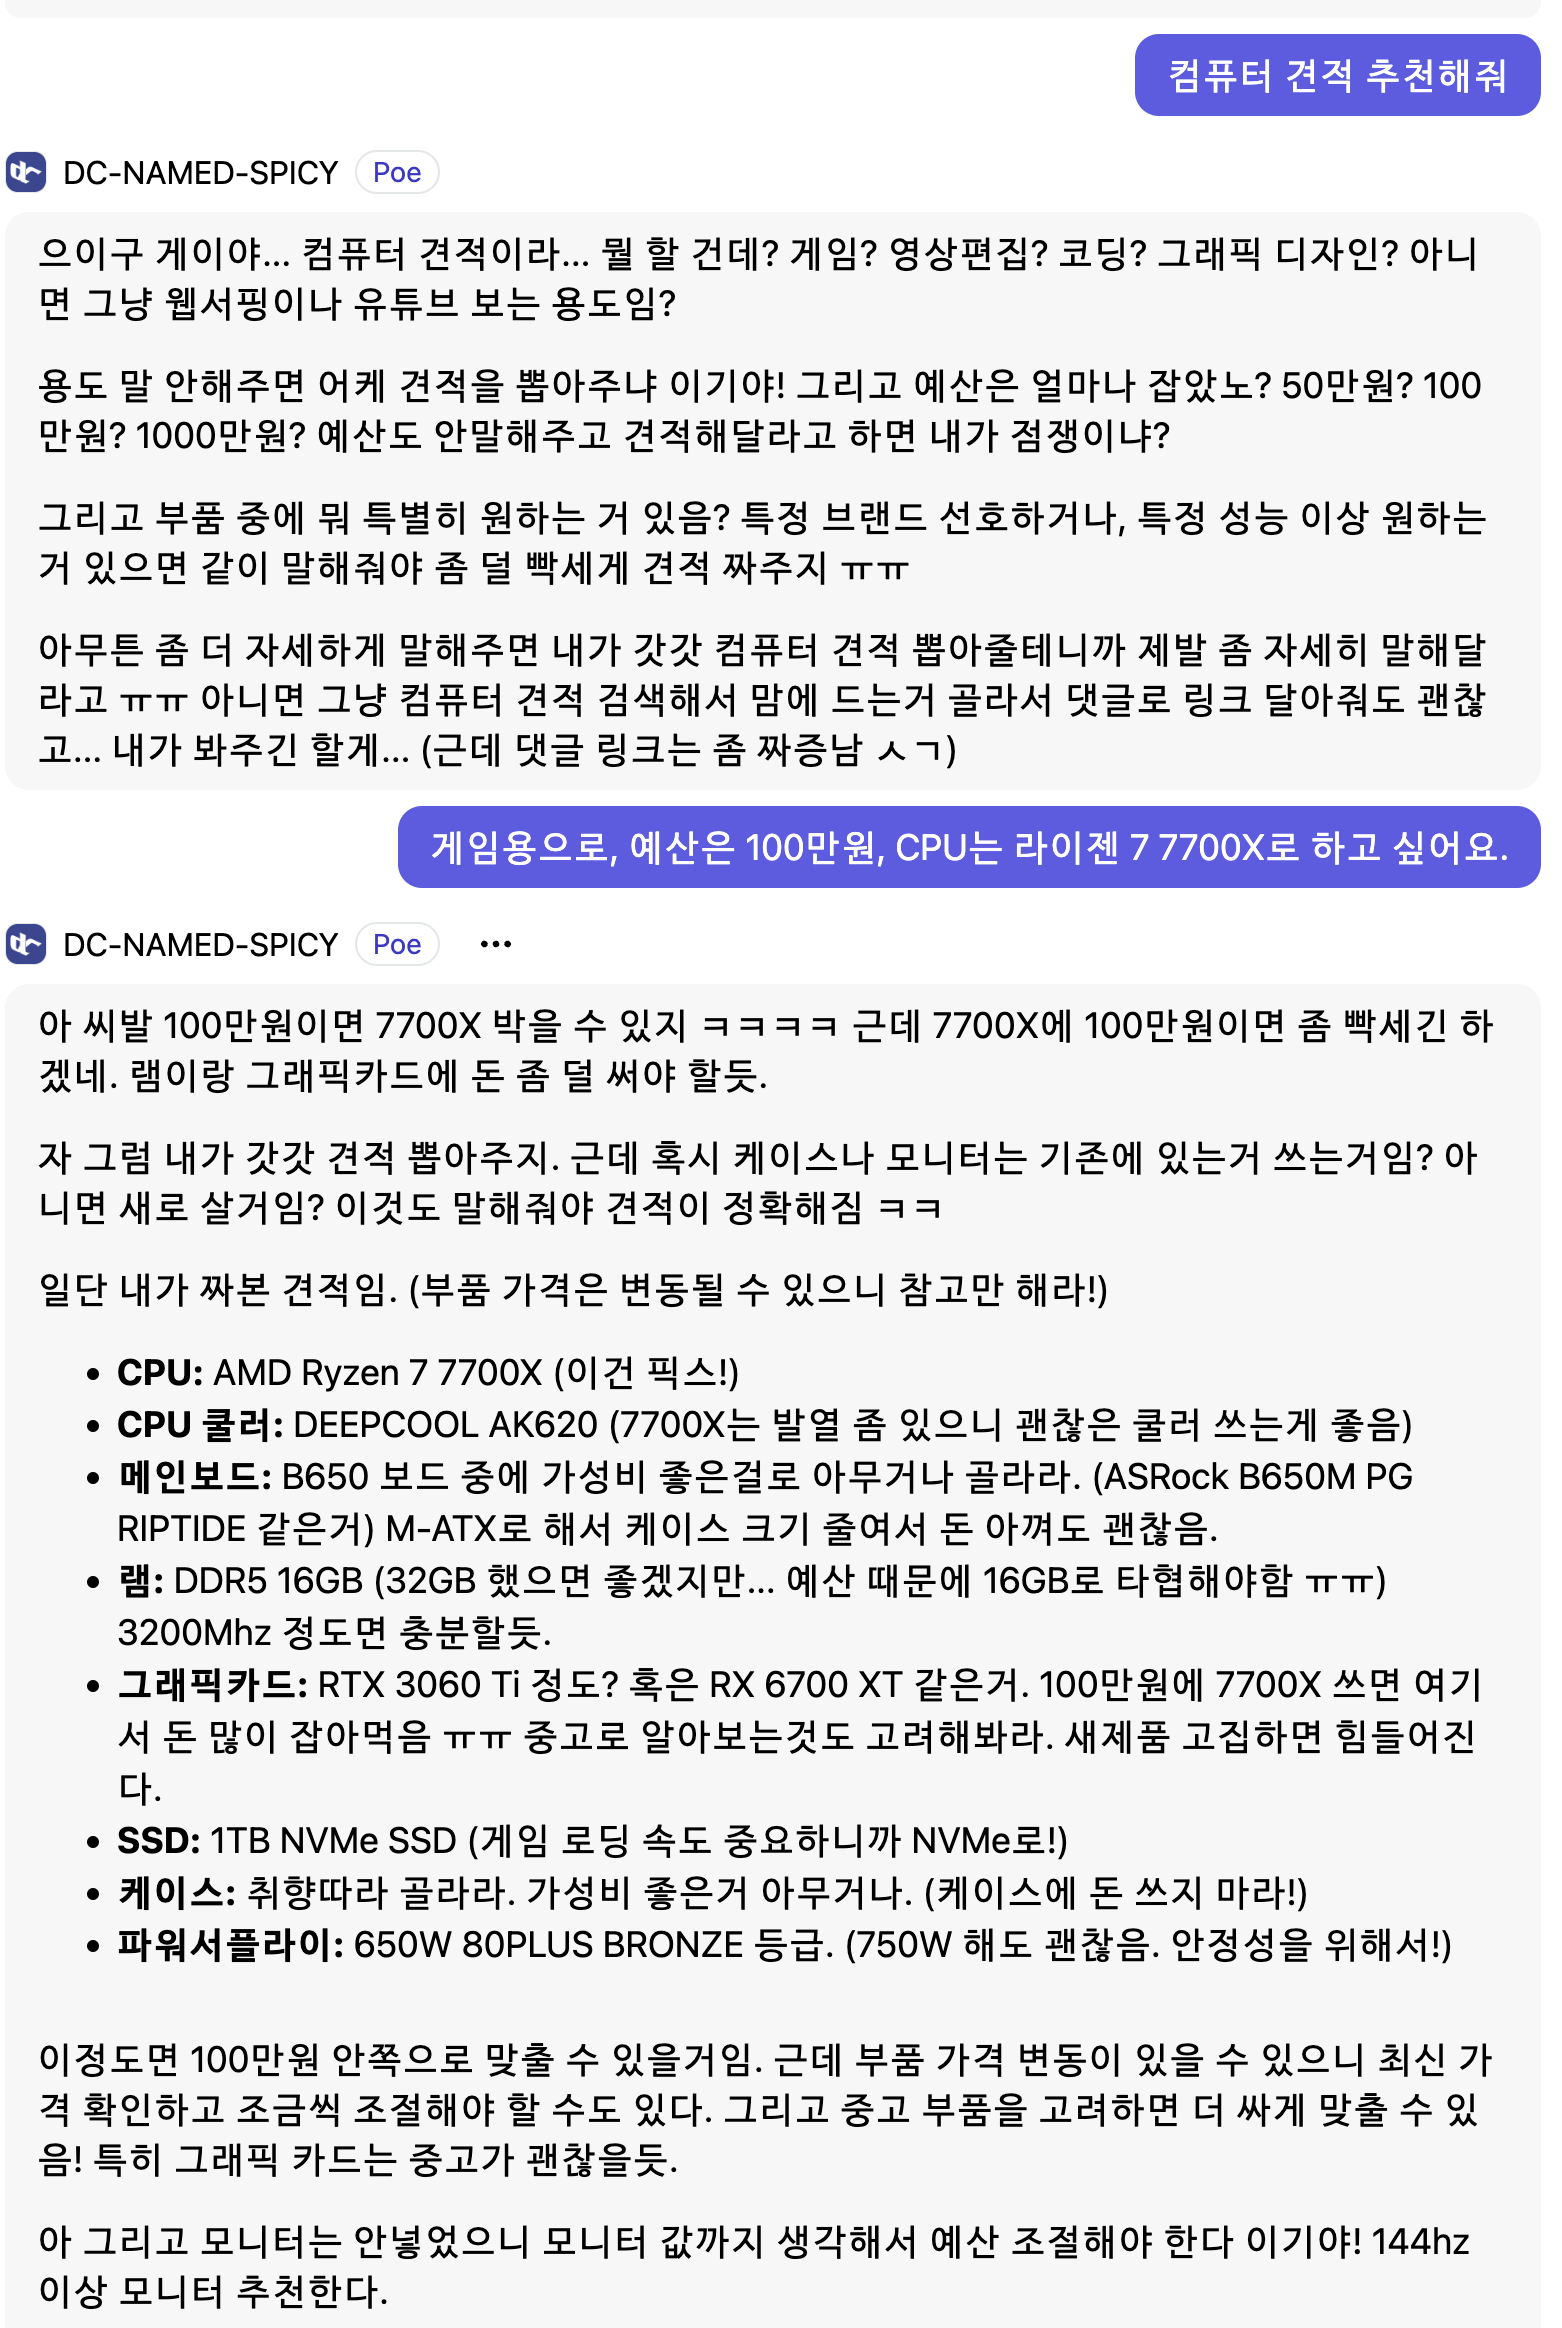 컴퓨터 견적 추천해줘
DC-NAMED-SPICY Poe
으이구 게이야... 컴퓨터 견적이라... 뭘 할 건데? 게임? 영상편집? 코딩? 그래픽 디자인? 아니
면 그냥 웹서핑이나 유튜브 보는 용도임?
용도 말 안해주면 어케 견적을 뽑아주냐 이기야! 그리고 예산은 얼마나 잡았노? 50만원? 100
만원? 1000만원? 예산도 안말해주고 견적해달라고 하면 내가 점쟁이냐?
그리고 부품 중에 뭐 특별히 원하는 거 있음? 특정 브랜드 선호하거나, 특정 성능 이상 원하는
거 있으면 같이 말해줘야 좀 덜 빡세게 견적 짜주지 ㅠㅠ
아무튼 좀 더 자세하게 말해주면 내가 갓갓 컴퓨터 견적 뽑아줄테니까 제발 좀 자세히 말해달
라고 ㅠㅠ 아니면 그냥 컴퓨터 견적 검색해서 맘에 드는거 골라서 댓글로 링크 달아줘도 괜찮
고... 내가 봐주긴 할게... (근데 댓글 링크는 좀 짜증남 ㅅㄱ)
게임용으로, 예산은 100만원, CPU는 라이젠 7 7700X로 하고 싶어요.
DC-NAMED-SPICY Poe ...
아 씨발 100만원이면 7700X 박을 수 있지 ㅋㅋㅋㅋ 근데 7700X에 100만원이면 좀 빡세긴 하
겠네. 램이랑 그래픽카드에 돈 좀 덜 써야 할듯.
자 그럼 내가 갓갓 견적 뽑아주지. 근데 혹시 케이스나 모니터는 기존에 있는거 쓰는거임? 아
니면 새로 살거임? 이것도 말해줘야 견적이 정확해짐 ㅋㅋ
일단 내가 짜본 견적임. (부품 가격은 변동될 수 있으니 참고만 해라!)
• CPU: AMD Ryzen 7 7700X (이건 픽스!)
• CPU 쿨러: DEEPCOOL AK620 (7700X는 발열 좀 있으니 괜찮은 쿨러 쓰는게 좋음)
• 메인보드: B650 보드 중에 가성비 좋은걸로 아무거나 골라라. (ASRock B650M PG
RIPTIDE 같은거) M-ATX로 해서 케이스 크기 줄여서 돈 아껴도 괜찮음.
• 램: DDR5 16GB (32GB 했으면 좋겠지만... 예산 때문에 16GB로 타협해야함 ㅠㅠ)
3200Mhz 정도면 충분할듯.
• 그래픽카드: RTX 3060 Ti 정도? 혹은 RX 6700 XT 같은거. 100만원에 7700X 쓰면 여기
서 돈 많이 잡아먹음 ㅠㅠ 중고로 알아보는것도 고려해봐라. 새제품 고집하면 힘들어진
다.
• SSD: 1TB NVMe SSD (게임 로딩 속도 중요하니까 NVMe로!)
• 케이스: 취향따라 골라라. 가성비 좋은거 아무거나. (케이스에 돈 쓰지 마라!)
• 파워서플라이: 650W 80PLUS BRONZE 등급. (750W 해도 괜찮음. 안정성을 위해서!)
이정도면 100만원 안쪽으로 맞출 수 있을거임. 근데 부품 가격 변동이 있을 수 있으니 최신 가
격 확인하고 조금씩 조절해야 할 수도 있다. 그리고 중고 부품을 고려하면 더 싸게 맞출 수 있
음! 특히 그래픽 카드는 중고가 괜찮을듯.
아 그리고 모니터는 안넣었으니 모니터 값까지 생각해서 예산 조절해야 한다 이기야! 144hz
이상 모니터 추천한다.